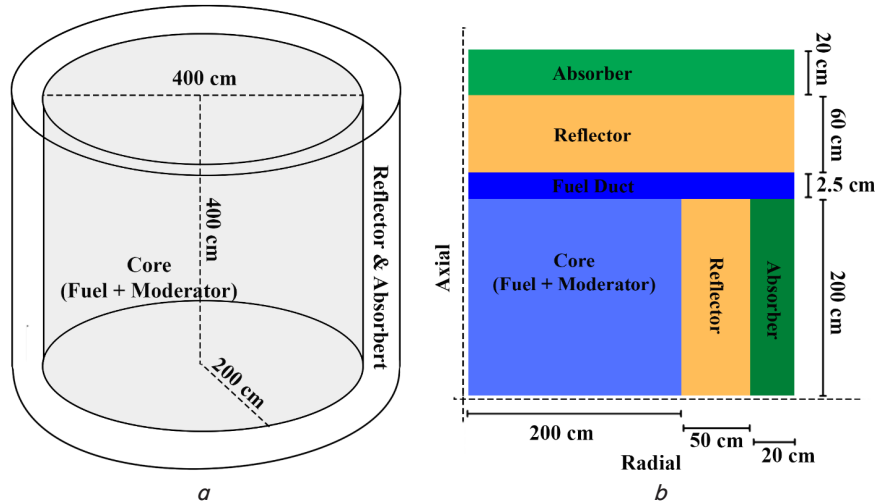 400 cm
400 cm
Core
(Fuel + Moderator)
200 cm
Reflector & Absorbert
a
Absorber
20 cm
Reflector
60 cm
Fuel Duct
2.5 cm
Axial
Core
(Fuel + Moderator)
Reflector
Absorber
200 cm
200 cm
50 cm
20 cm
Radial
b